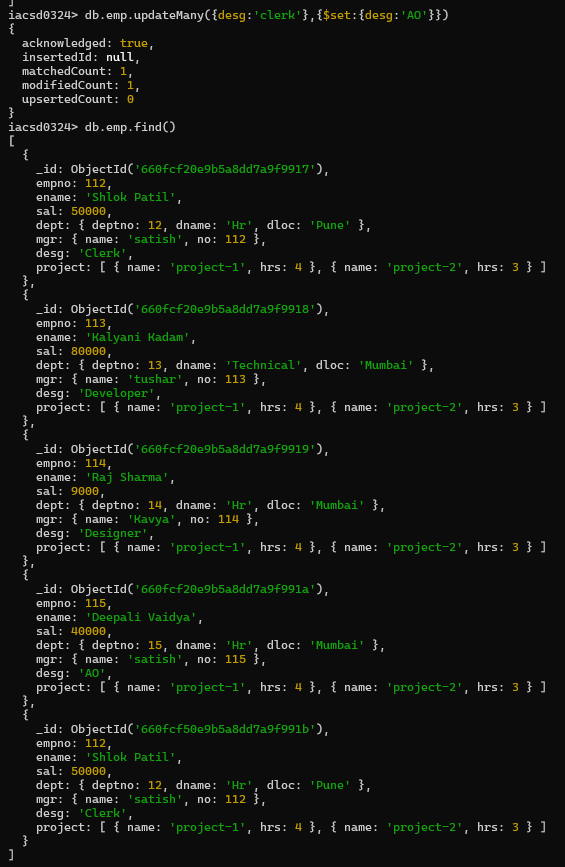 ]
iacsd0324> db.emp.updateMany({desg:'clerk'},{$set:{desg:'AO'}})
{
  acknowledged: true,
  insertedId: null,
  matchedCount: 1,
  modifiedCount: 1,
  upsertedCount: 0
}
iacsd0324> db.emp.find()
[
  {
    _id: ObjectId('660fcf20e9b5a8dd7a9f9917'),
    empno: 112,
    ename: 'Shlok Patil',
    sal: 50000,
    dept: { deptno: 12, dname: 'Hr', dloc: 'Pune' },
    mgr: { name: 'satish', no: 112 },
    desg: 'Clerk',
    project: [ { name: 'project-1', hrs: 4 }, { name: 'project-2', hrs: 3 } ]
  },
  {
    _id: ObjectId('660fcf20e9b5a8dd7a9f9918'),
    empno: 113,
    ename: 'Kalyani Kadam',
    sal: 80000,
    dept: { deptno: 13, dname: 'Technical', dloc: 'Mumbai' },
    mgr: { name: 'tushar', no: 113 },
    desg: 'Developer',
    project: [ { name: 'project-1', hrs: 4 }, { name: 'project-2', hrs: 3 } ]
  },
  {
    _id: ObjectId('660fcf20e9b5a8dd7a9f9919'),
    empno: 114,
    ename: 'Raj Sharma',
    sal: 9000,
    dept: { deptno: 14, dname: 'Hr', dloc: 'Mumbai' },
    mgr: { name: 'Kavya', no: 114 },
    desg: 'Designer',
    project: [ { name: 'project-1', hrs: 4 }, { name: 'project-2', hrs: 3 } ]
  },
  {
    _id: ObjectId('660fcf20e9b5a8dd7a9f991a'),
    empno: 115,
    ename: 'Deepali Vaidya',
    sal: 40000,
    dept: { deptno: 15, dname: 'Hr', dloc: 'Mumbai' },
    mgr: { name: 'satish', no: 115 },
    desg: 'AO',
    project: [ { name: 'project-1', hrs: 4 }, { name: 'project-2', hrs: 3 } ]
  },
  {
    _id: ObjectId('660fcf50e9b5a8dd7a9f991b'),
    empno: 112,
    ename: 'Shlok Patil',
    sal: 50000,
    dept: { deptno: 12, dname: 'Hr', dloc: 'Pune' },
    mgr: { name: 'satish', no: 112 },
    desg: 'Clerk',
    project: [ { name: 'project-1', hrs: 4 }, { name: 'project-2', hrs: 3 } ]
  }
]